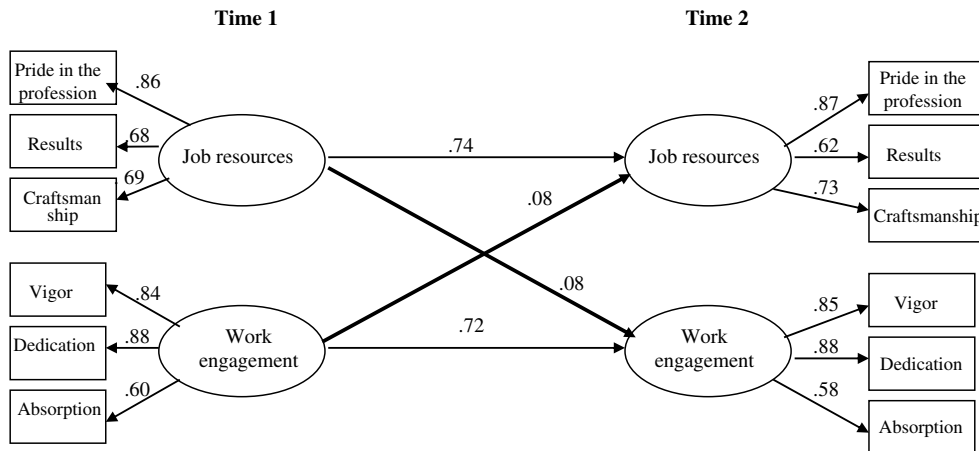 Time 1
Time 2
Pride in the
profession
.86
Results
.68
Craftsman
ship
.69
Job resources
.74
.08
Job resources
.87
Pride in the
profession
.62
Results
.73
Craftsmanship
Vigor
.84
Dedication
.88
Absorption
.60
Work
engagement
.08
.72
Work
engagement
.85
Vigor
.88
Dedication
.58
Absorption